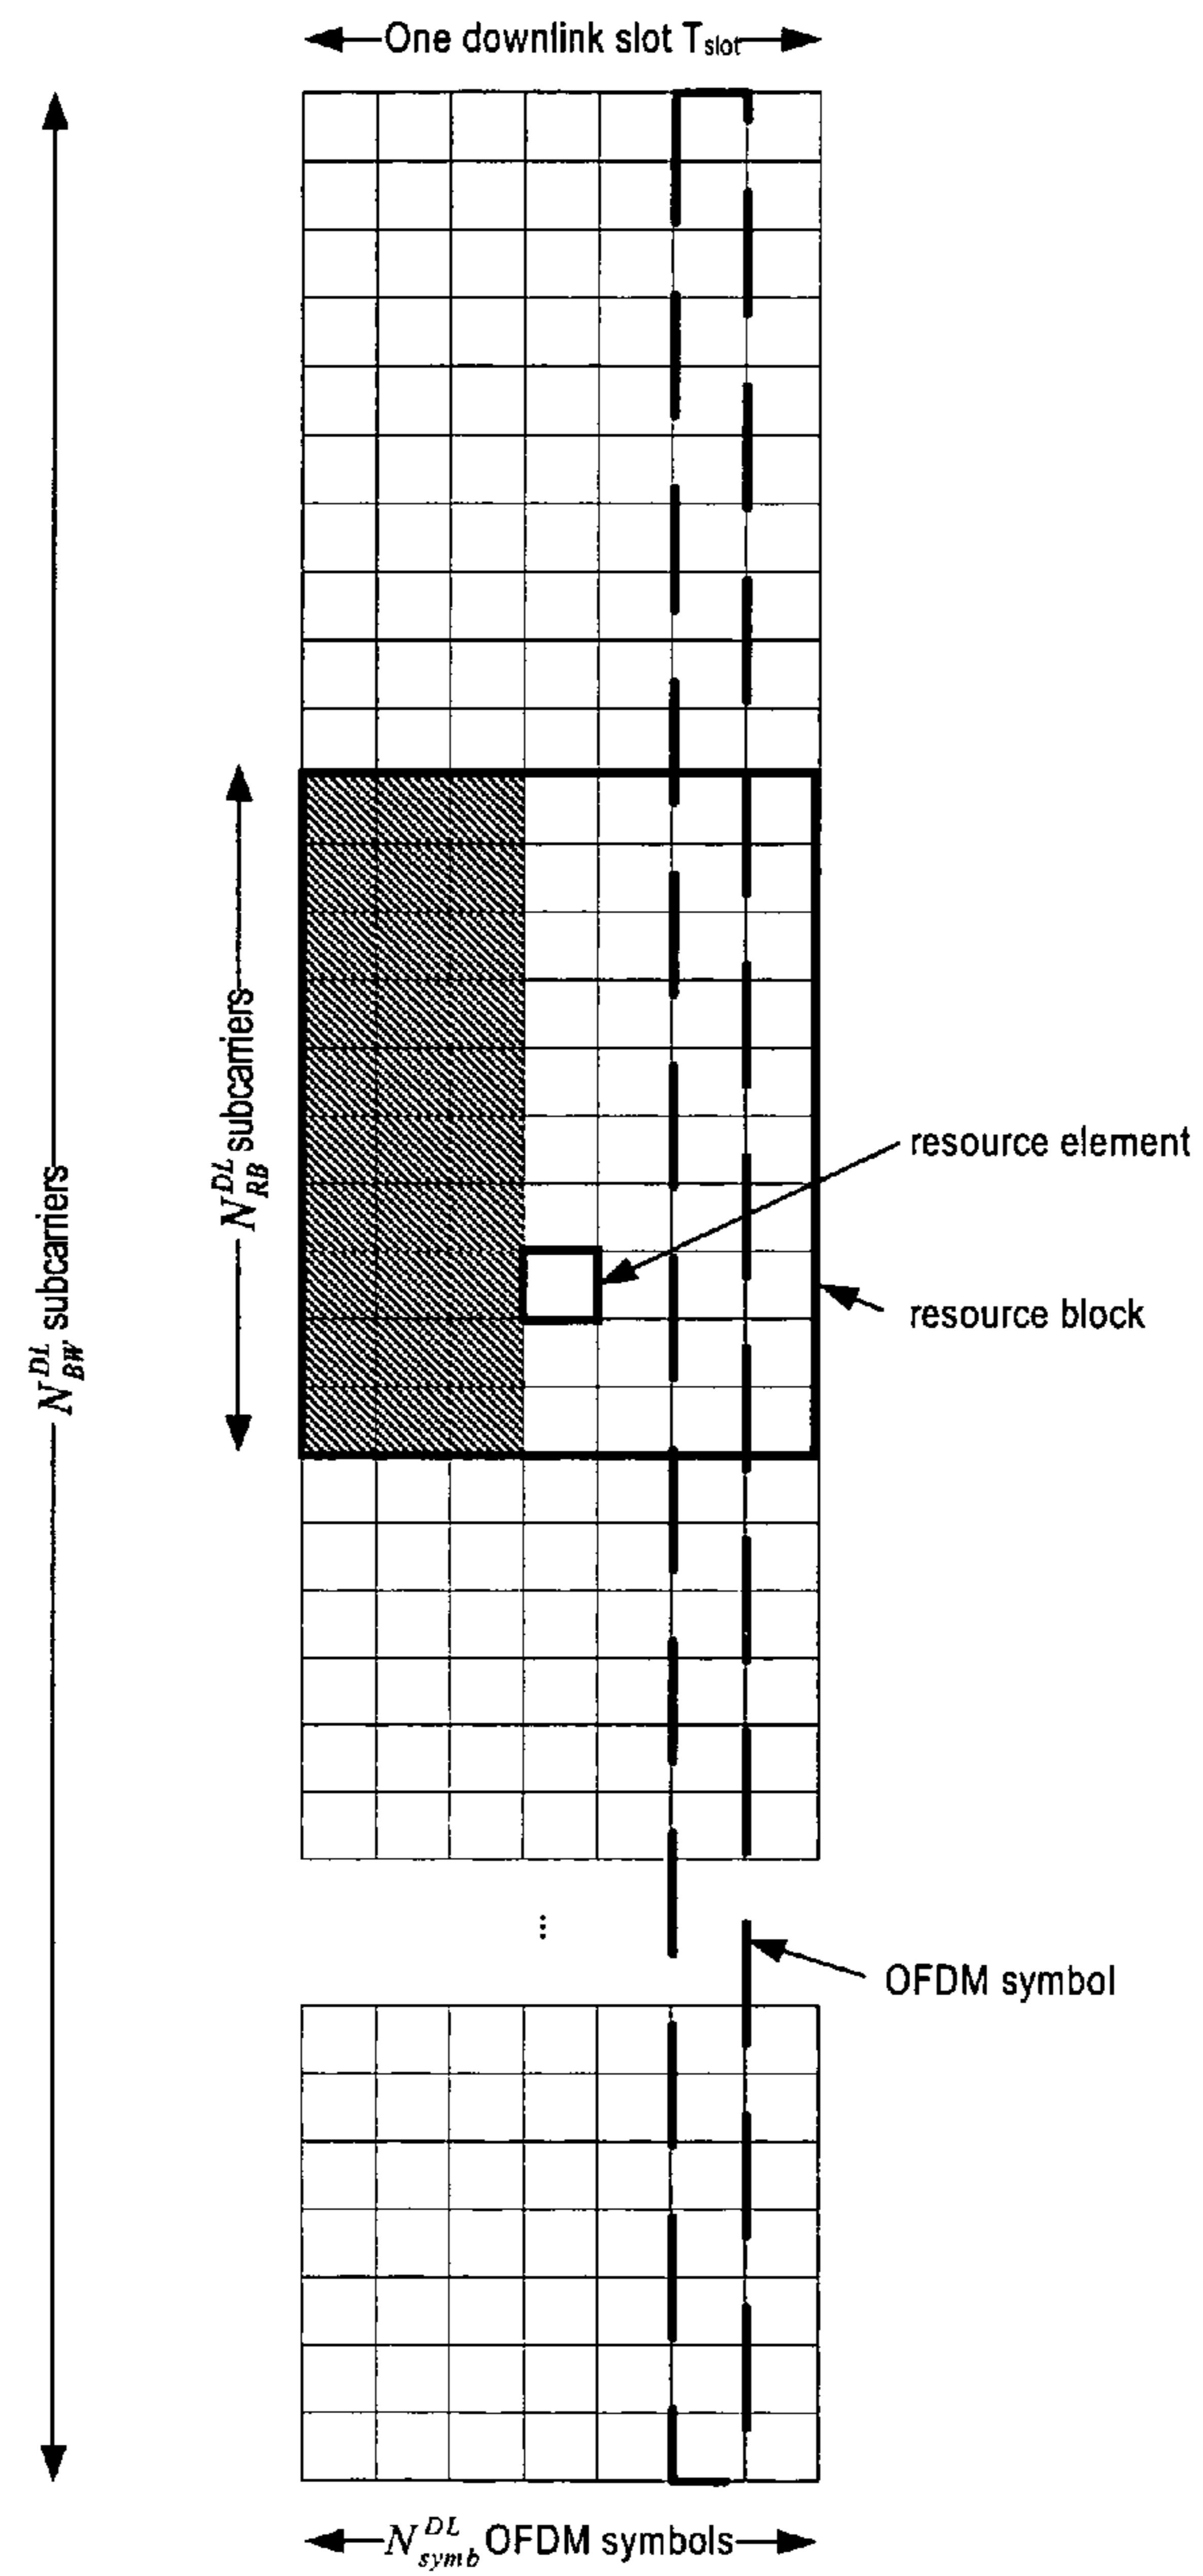 One downlink slot T_slot
N_BW^DL subcarriers
N_RB^DL subcarriers
resource element
resource block
⋮
OFDM symbol
N_symb^DL OFDM symbols